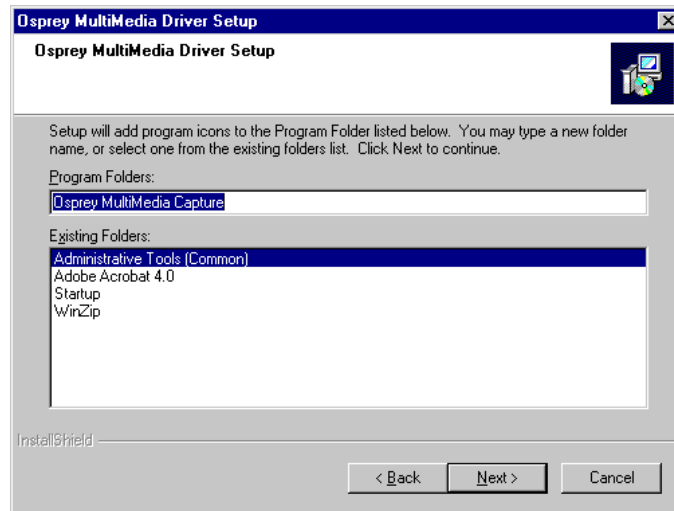 Osprey MultiMedia Driver Setup
Osprey MultiMedia Driver Setup
Setup will add program icons to the Program Folder listed below. You may type a new folder
name, or select one from the existing folders list. Click Next to continue.
Program Folders:
Osprey MultiMedia Capture
Existing Folders:
Administrative Tools (Common)
Adobe Acrobat 4.0
Startup
WinZip
InstallShield
< Back Next > Cancel